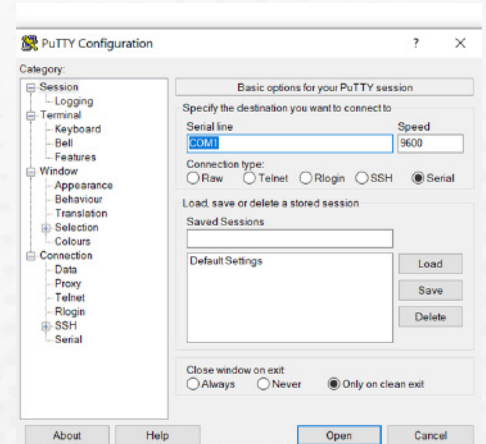 PuTTY Configuration ? ×
Category:
Session
Logging
Terminal
Keyboard
Bell
Features
Window
Appearance
Behaviour
Translation
Selection
Colours
Connection
Data
Proxy
Telnet
Rlogin
SSH
Serial
Basic options for your PuTTY session
Specify the destination you want to connect to
Serial line Speed
COM1 9600
Connection type:
Raw Telnet Rlogin SSH Serial
Load, save or delete a stored session
Saved Sessions
Default Settings
Load
Save
Delete
Close window on exit:
Always Never Only on clean exit
About Help Open Cancel